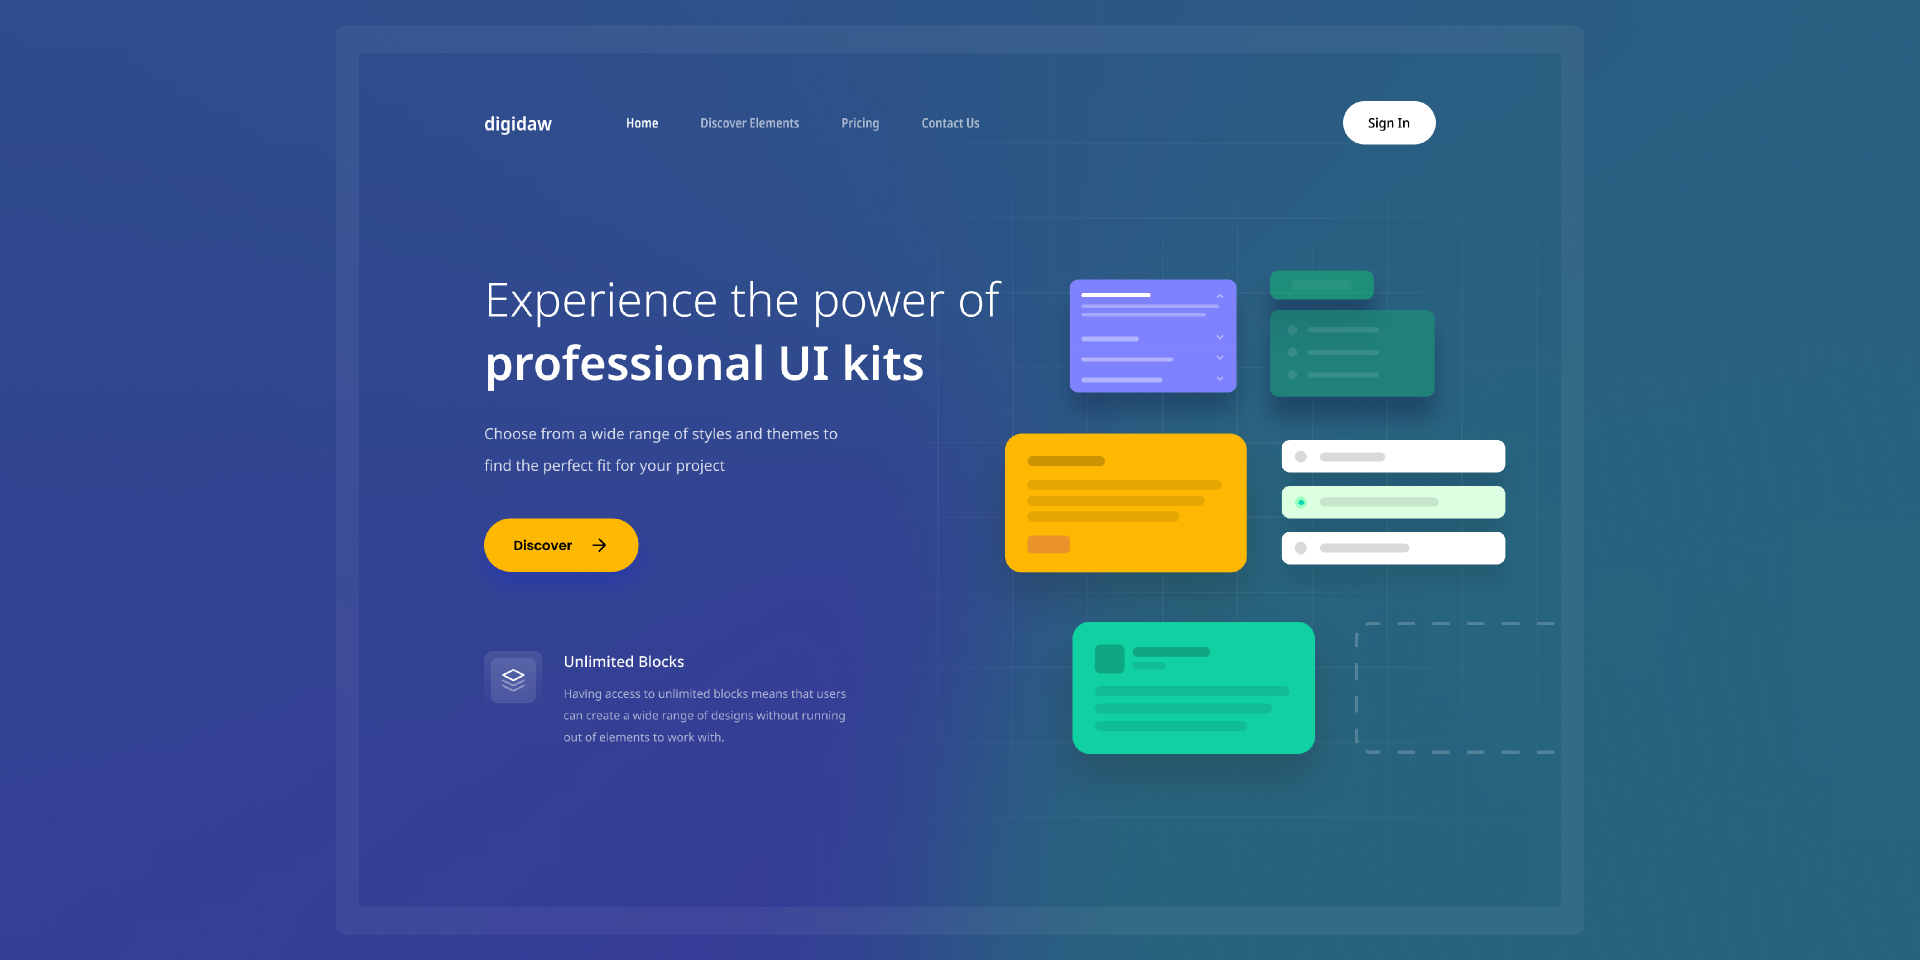 digidaw
Home
Discover Elements
Pricing
Contact Us
Sign In
Experience the power of
professional UI kits
Choose from a wide range of styles and themes to
find the perfect fit for your project
Discover
Unlimited Blocks
Having access to unlimited blocks means that users
can create a wide range of designs without running
out of elements to work with.